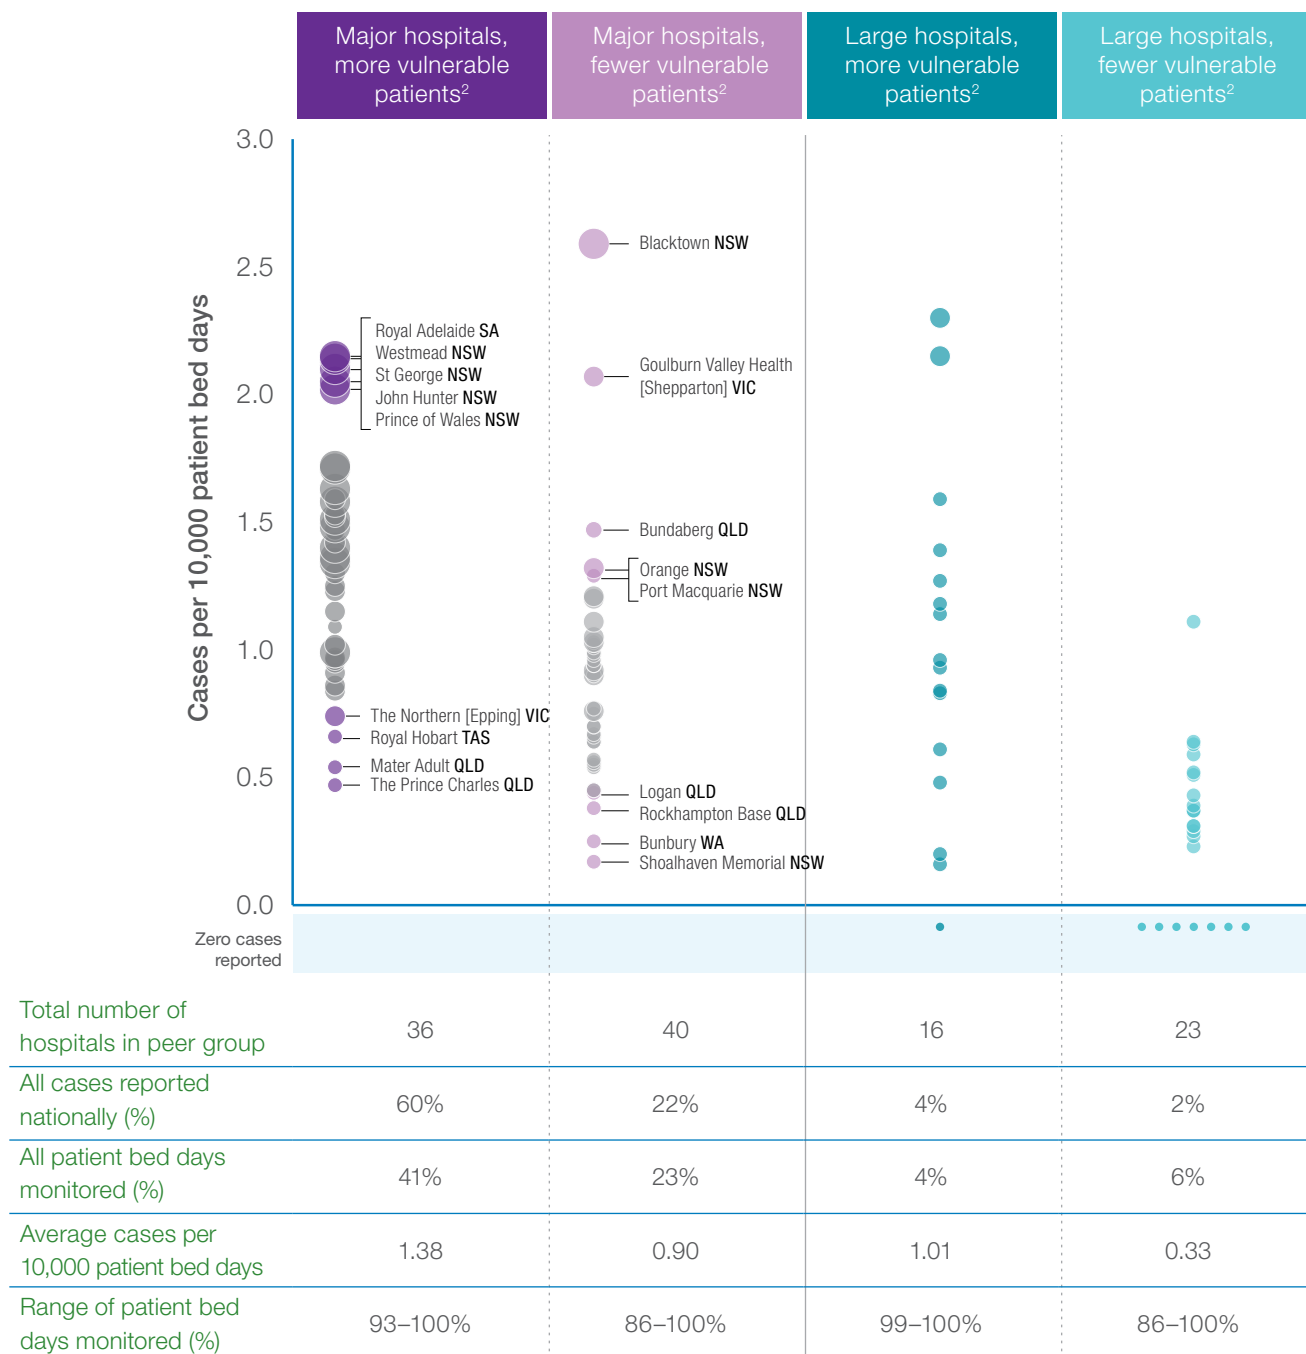 Major hospitals,
more vulnerable
patients²
Major hospitals,
fewer vulnerable
patients²
Large hospitals,
more vulnerable
patients²
Large hospitals,
fewer vulnerable
patients²
Cases per 10,000 patient bed days
3.0
2.5
2.0
1.5
1.0
0.5
0.0
Royal Adelaide SA
Westmead NSW
St George NSW
John Hunter NSW
Prince of Wales NSW
The Northern [Epping] VIC
Royal Hobart TAS
Mater Adult QLD
The Prince Charles QLD
Blacktown NSW
Goulburn Valley Health
[Shepparton] VIC
Bundaberg QLD
Orange NSW
Port Macquarie NSW
Logan QLD
Rockhampton Base QLD
Bunbury WA
Shoalhaven Memorial NSW
Zero cases
reported
Total number of
hospitals in peer group
36 40 16 23
All cases reported
nationally (%)
60% 22% 4% 2%
All patient bed days
monitored (%)
41% 23% 4% 6%
Average cases per
10,000 patient bed days
1.38 0.90 1.01 0.33
Range of patient bed
days monitored (%)
93–100% 86–100% 99–100% 86–100%